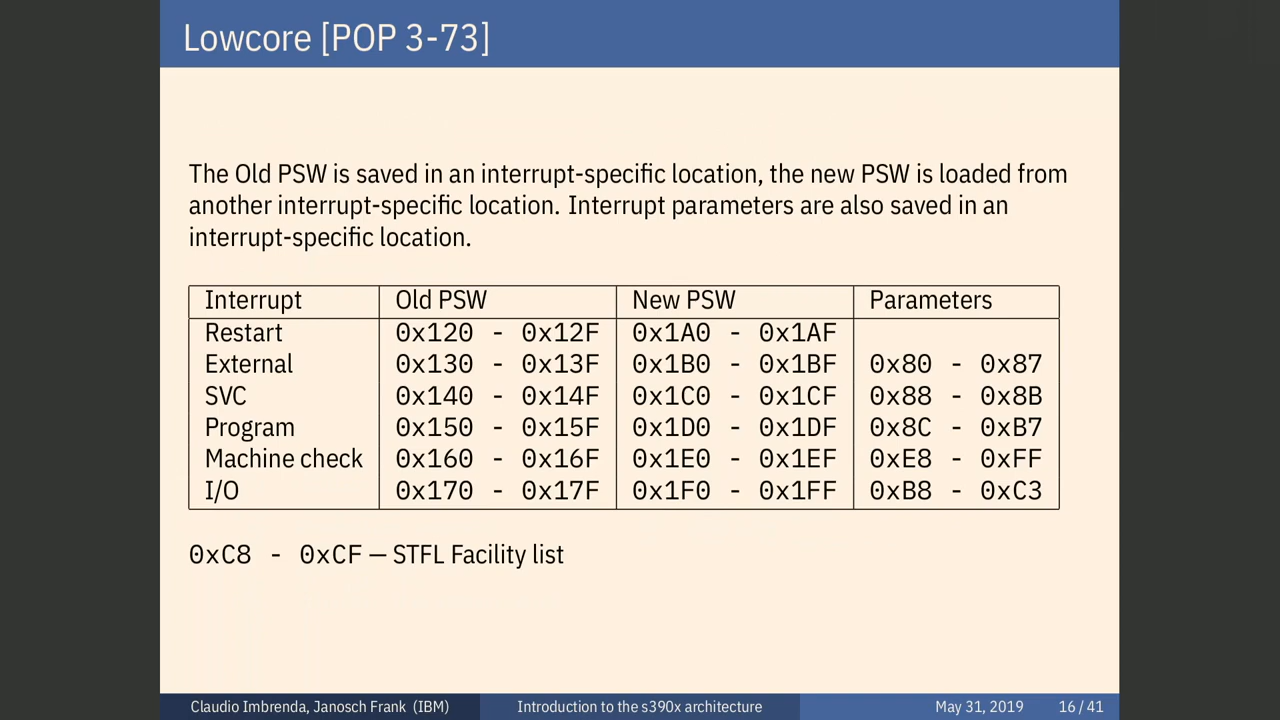 Lowcore [POP 3-73]
The Old PSW is saved in an interrupt-specific location, the new PSW is loaded from
another interrupt-specific location. Interrupt parameters are also saved in an
interrupt-specific location.
Interrupt Old PSW New PSW Parameters
Restart 0x120 - 0x12F 0x1A0 - 0x1AF
External 0x130 - 0x13F 0x1B0 - 0x1BF 0x80 - 0x87
SVC 0x140 - 0x14F 0x1C0 - 0x1CF 0x88 - 0x8B
Program 0x150 - 0x15F 0x1D0 - 0x1DF 0x8C - 0xB7
Machine check 0x160 - 0x16F 0x1E0 - 0x1EF 0xE8 - 0xFF
I/O 0x170 - 0x17F 0x1F0 - 0x1FF 0xB8 - 0xC3
0xC8 - 0xCF — STFL Facility list
Claudio Imbrenda, Janosch Frank (IBM) Introduction to the s390x architecture May 31, 2019 16 / 41